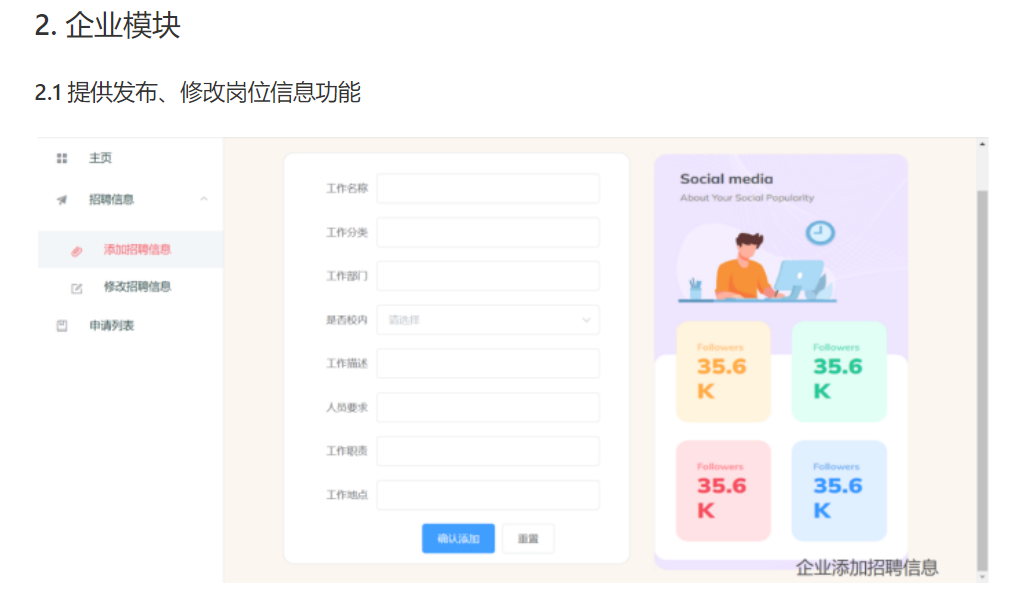 2. 企业模块
2.1 提供发布、修改岗位信息功能
主页
招聘信息
添加招聘信息
修改招聘信息
申请列表
工作名称
工作分类
工作部门
是否校内
请选择
工作描述
人员要求
工作职责
工作地点
确认添加
重置
Social media
About Your Social Popularity
Followers
35.6
K
Followers
35.6
K
Followers
35.6
K
Followers
35.6
K
企业添加招聘信息